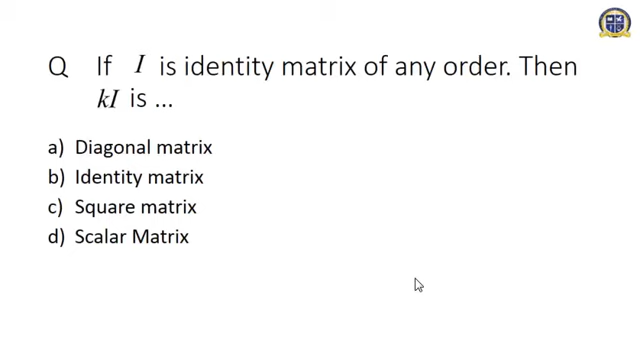 Q If I is identity matrix of any order. Then
kI is ...
a) Diagonal matrix
b) Identity matrix
c) Square matrix
d) Scalar Matrix